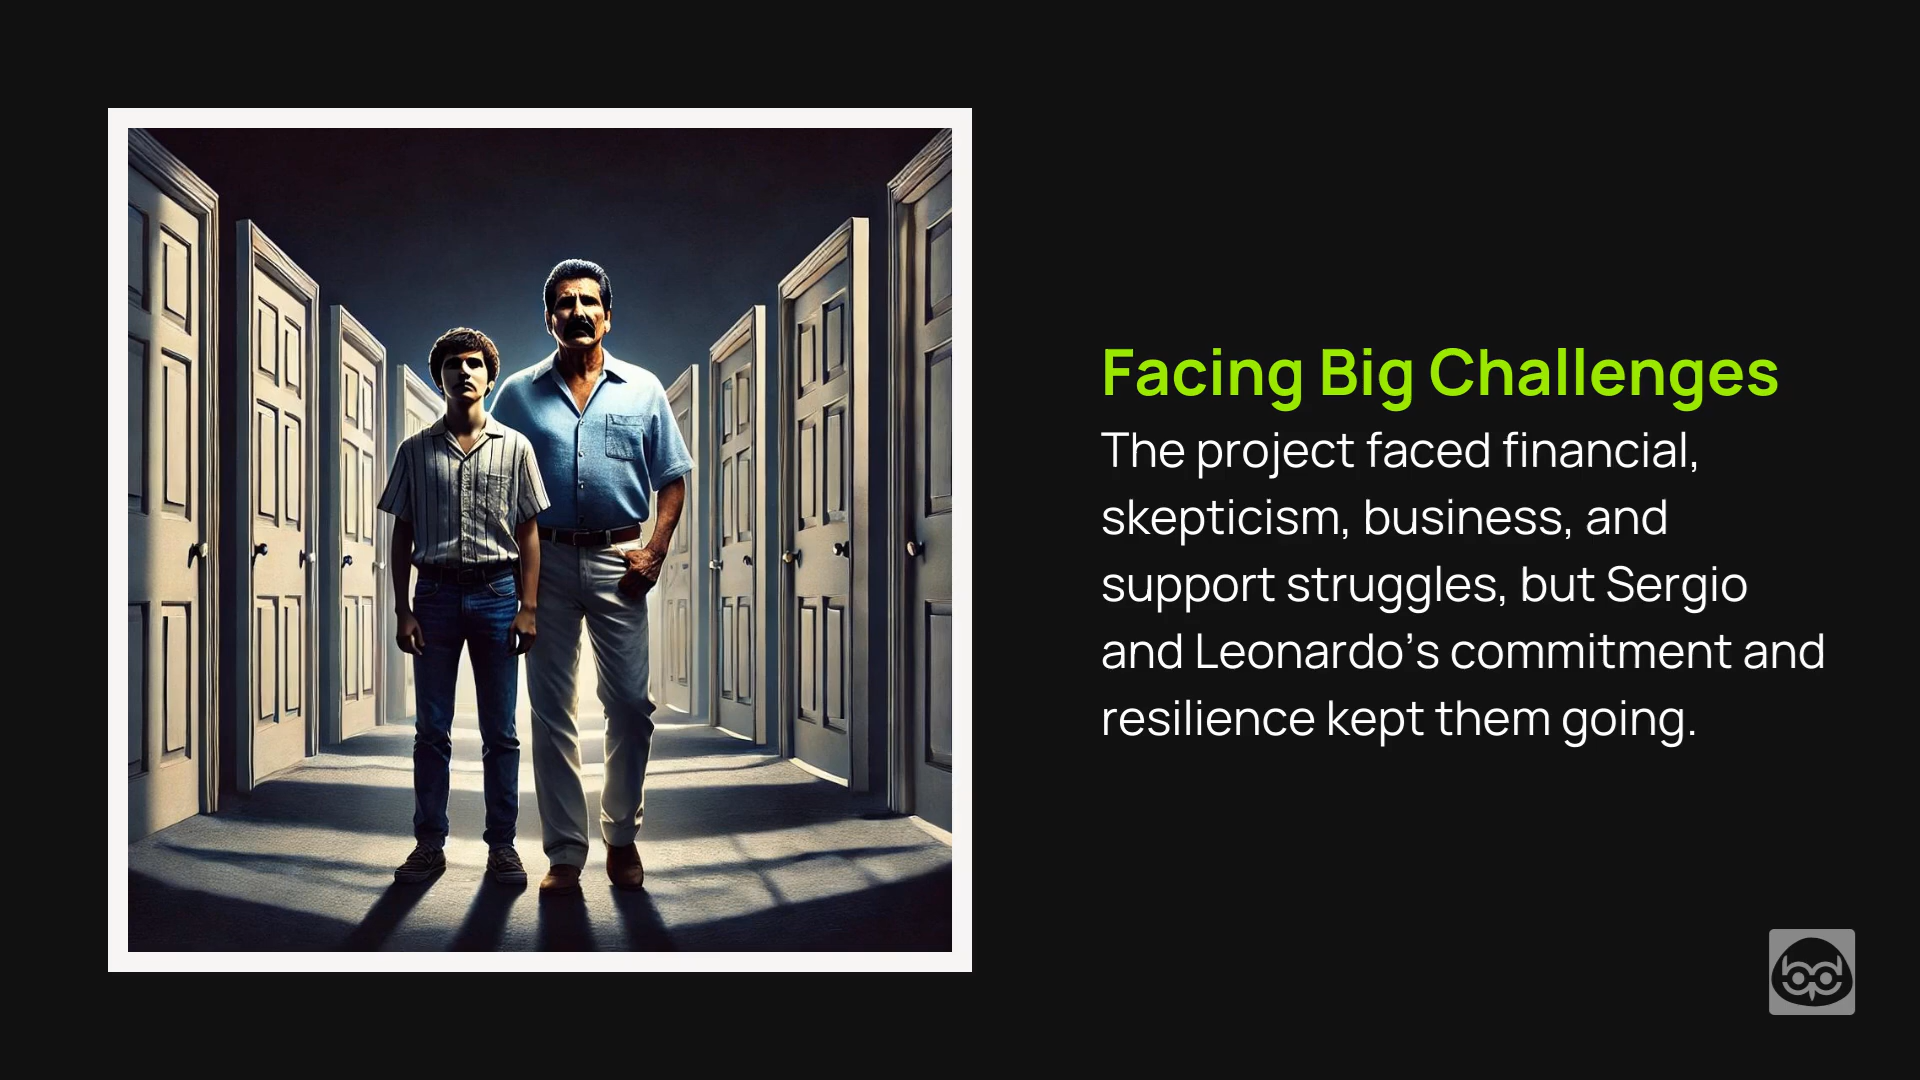 Facing Big Challenges
The project faced financial,
skepticism, business, and
support struggles, but Sergio
and Leonardo’s commitment and
resilience kept them going.